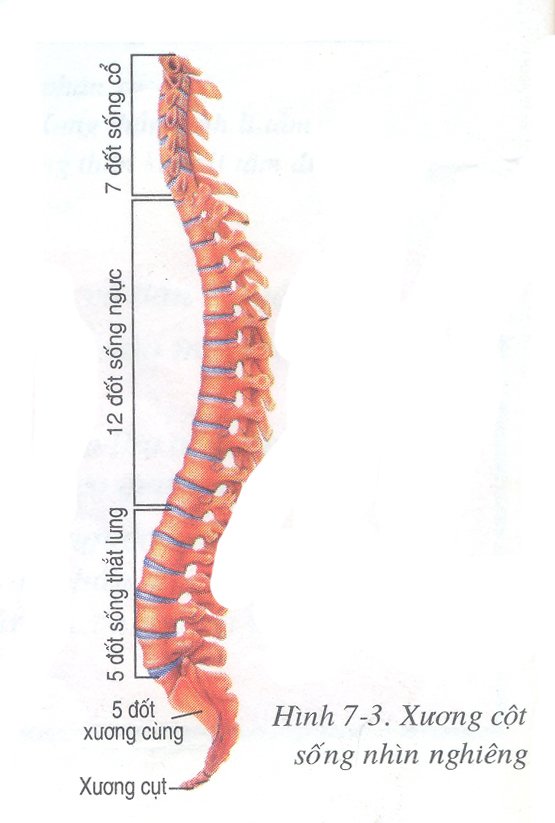 7 đốt sống cổ
12 đốt sống ngực
5 đốt sống thắt lung
5 đốt
xương cùng
Xương cụt
Hình 7-3. Xương cột
sống nhìn nghiêng